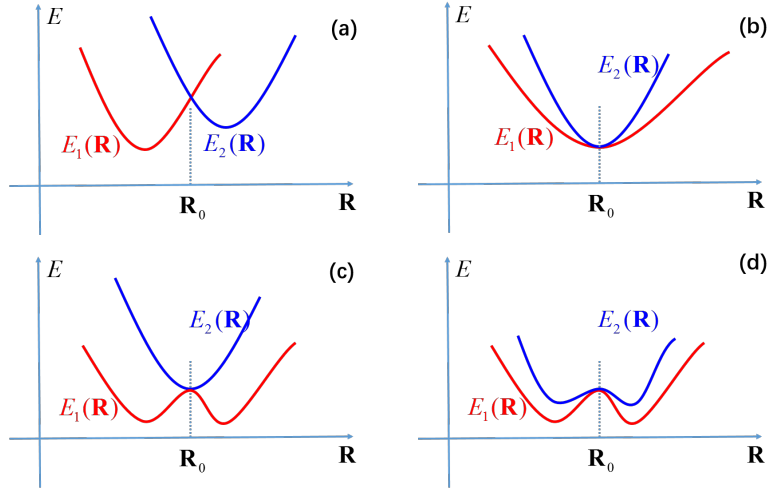 E
(a)
E₁(R)
E₂(R)
R₀
R
E
(b)
E₂(R)
E₁(R)
R₀
R
E
(c)
E₂(R)
E₁(R)
R₀
R
E
(d)
E₂(R)
E₁(R)
R₀
R